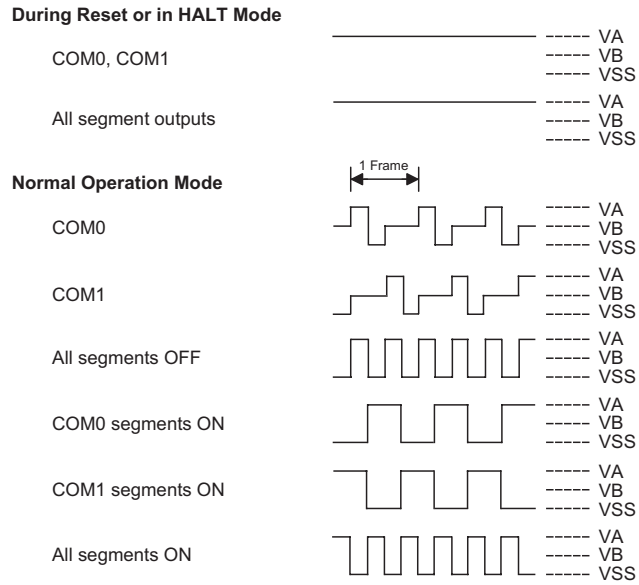 During Reset or in HALT Mode
COM0, COM1
VA
VB
VSS
All segment outputs
VA
VB
VSS
Normal Operation Mode
1 Frame
COM0
VA
VB
VSS
COM1
VA
VB
VSS
All segments OFF
VA
VB
VSS
COM0 segments ON
VA
VB
VSS
COM1 segments ON
VA
VB
VSS
All segments ON
VA
VB
VSS